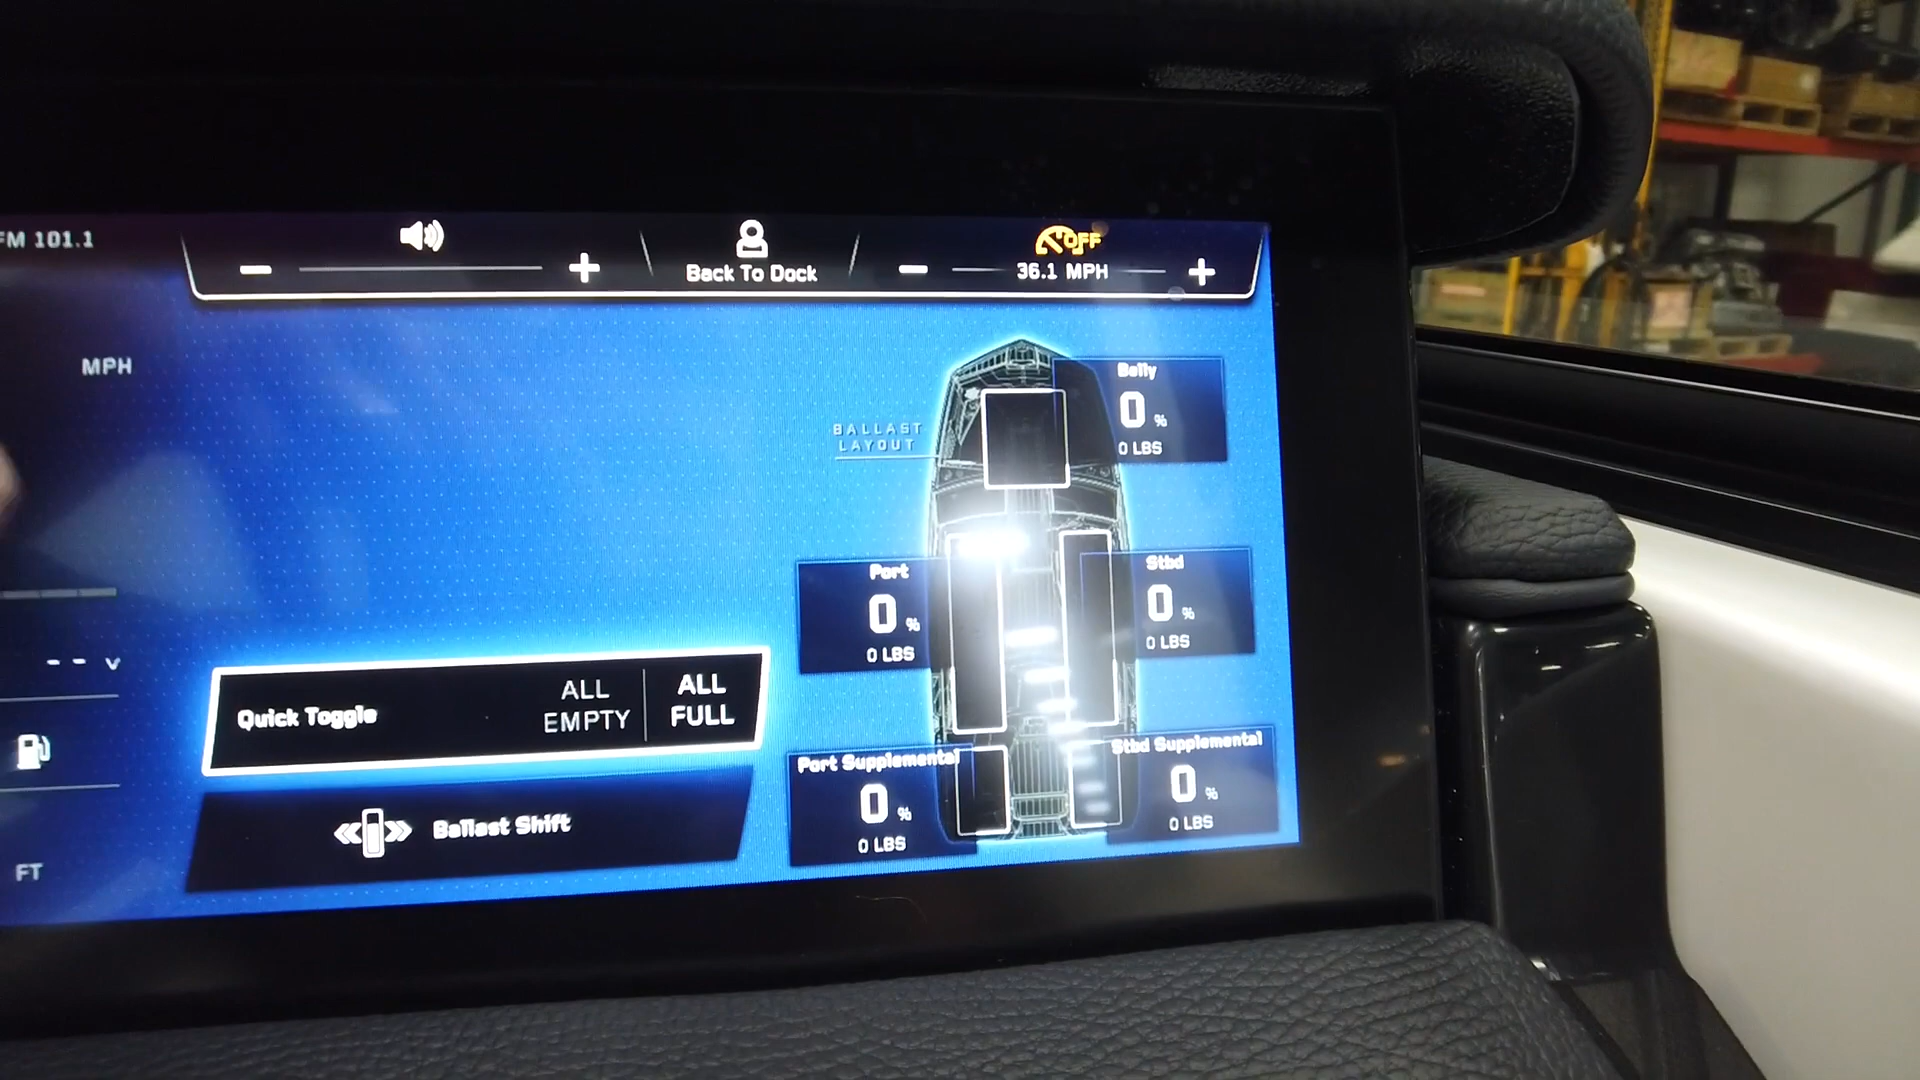 FM 101.1
Back To Dock
OFF
36.1 MPH
MPH
BALLAST
LAYOUT
Belly
0 %
0 LBS
Port
0 %
0 LBS
Stbd
0 %
0 LBS
- - V
Quick Toggle
ALL
EMPTY
ALL
FULL
Port Supplemental
0 %
0 LBS
Stbd Supplemental
0 %
0 LBS
Ballast Shift
FT